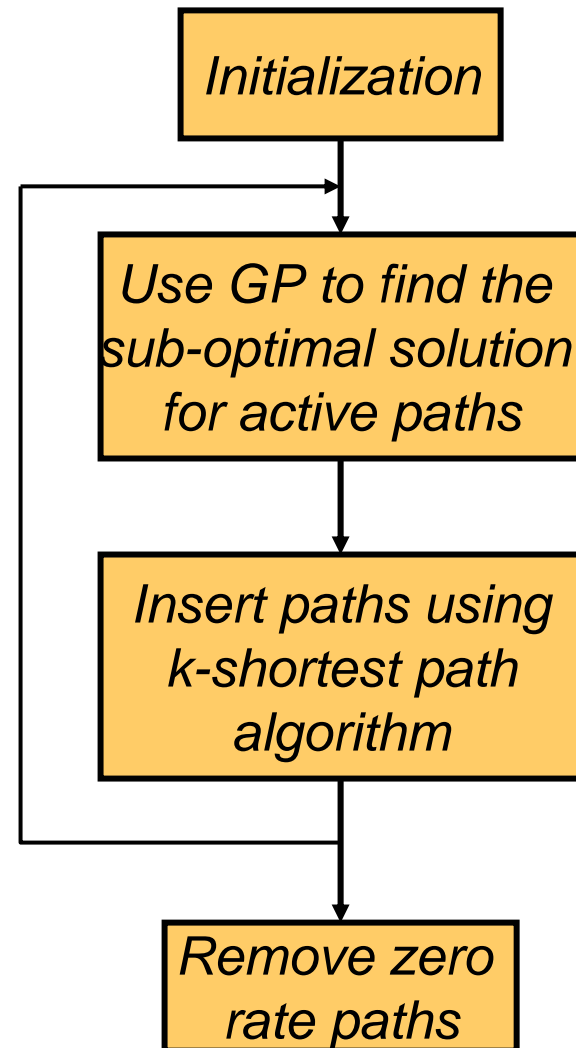 Initialization
Use GP to find the
sub-optimal solution
for active paths
Insert paths using
k-shortest path
algorithm
Remove zero
rate paths